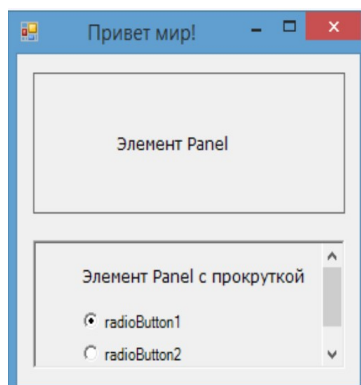 Привет мир!
Элемент Panel
Элемент Panel с прокруткой
radioButton1
radioButton2